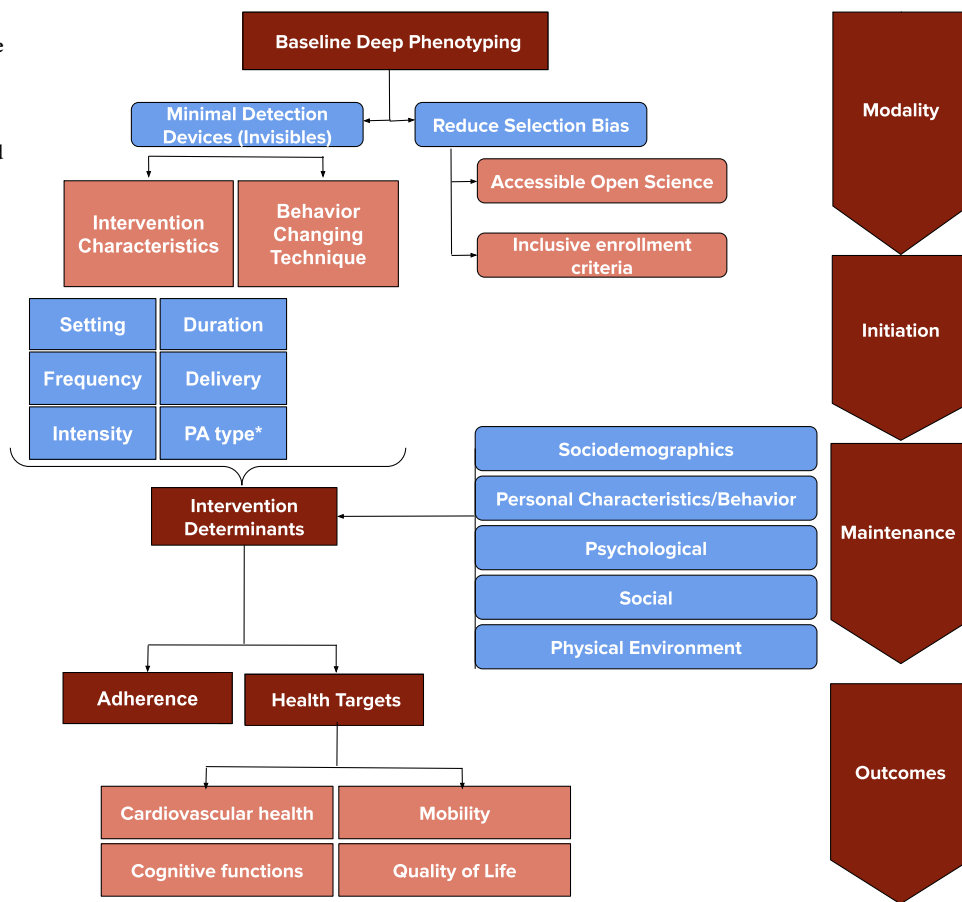 e
Baseline Deep Phenotyping
Modality
Minimal Detection
Devices (Invisibles)
Reduce Selection Bias
l
Accessible Open Science
Intervention
Characteristics
Behavior
Changing
Technique
Inclusive enrollment
criteria
Initiation
Setting
Duration
Frequency
Delivery
Intensity
PA type*
Sociodemographics
Personal Characteristics/Behavior
Psychological
Social
Physical Environment
Intervention
Determinants
Maintenance
Adherence
Health Targets
Outcomes
Cardiovascular health
Mobility
Cognitive functions
Quality of Life